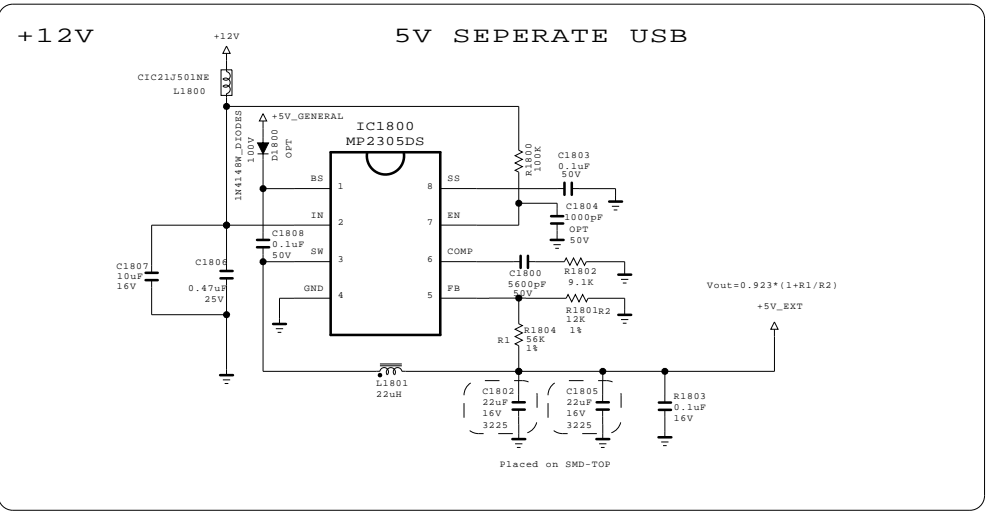 +12V
5V SEPERATE USB
+12V
CIC21J501NE
L1800
1N4148W_DIODES
100V
D1800
OPT
+5V_GENERAL
IC1800
MP2305DS
R1800
100K
C1803
0.1uF
50V
BS
1
8
SS
C1804
1000pF
OPT
50V
IN
2
7
EN
C1808
0.1uF
50V
SW
3
6
COMP
C1800
5600pF
50V
R1802
9.1K
C1807
10uF
16V
C1806
0.47uF
25V
GND
4
5
FB
R1801
R2
12K
1%
Vout=0.923*(1+R1/R2)
+5V_EXT
R1
R1804
56K
1%
L1801
22uH
C1802
22uF
16V
3225
C1805
22uF
16V
3225
R1803
0.1uF
16V
Placed on SMD-TOP